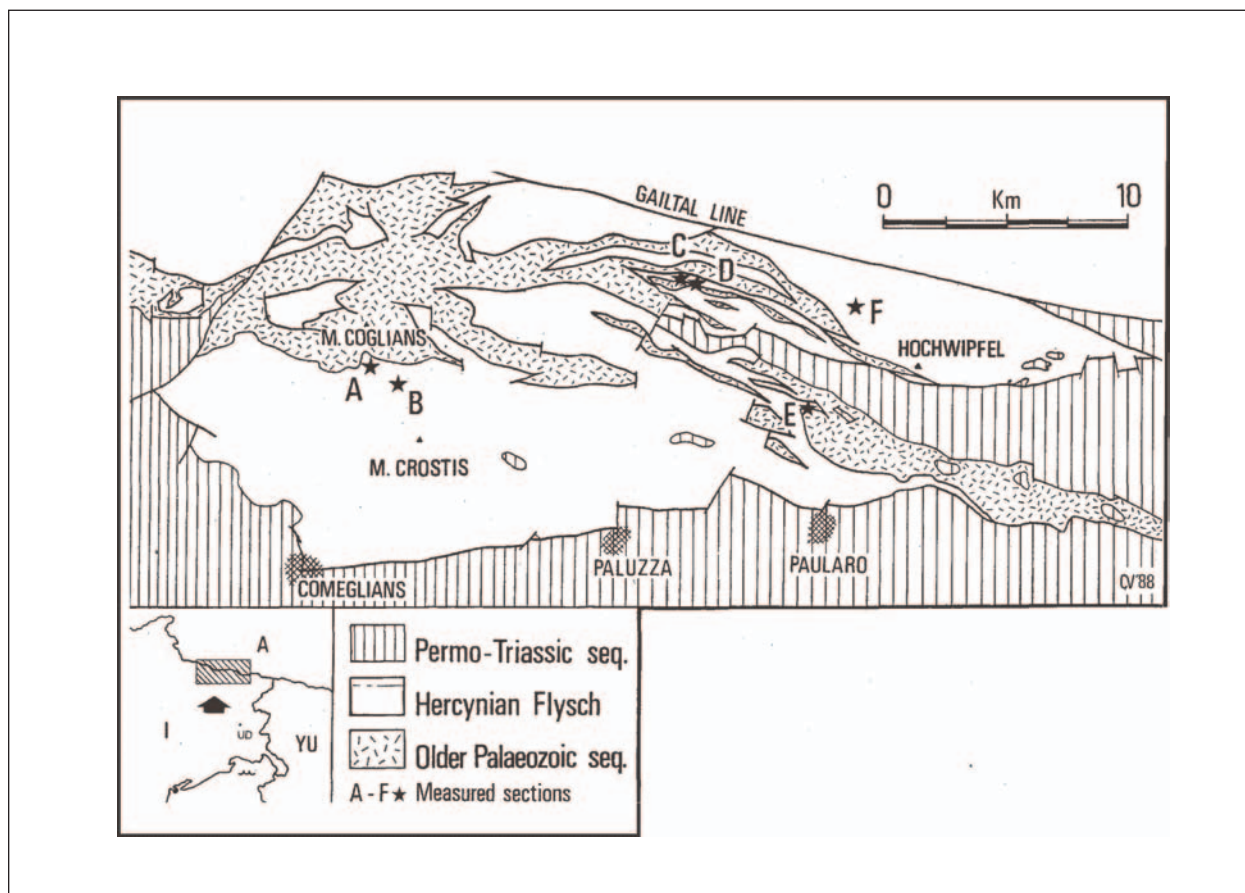 GAILTAL LINE
0 Km 10
C
D
F
M. COGLIANS
HOCHWIPFEL
A
B
E
M. CROSTIS
PALUZZA
PAULARO
COMEGLIANS
CV'88
A
I
UD
YU
Permo-Triassic seq.
Hercynian Flysch
Older Palaeozoic seq.
A - F ★ Measured sections